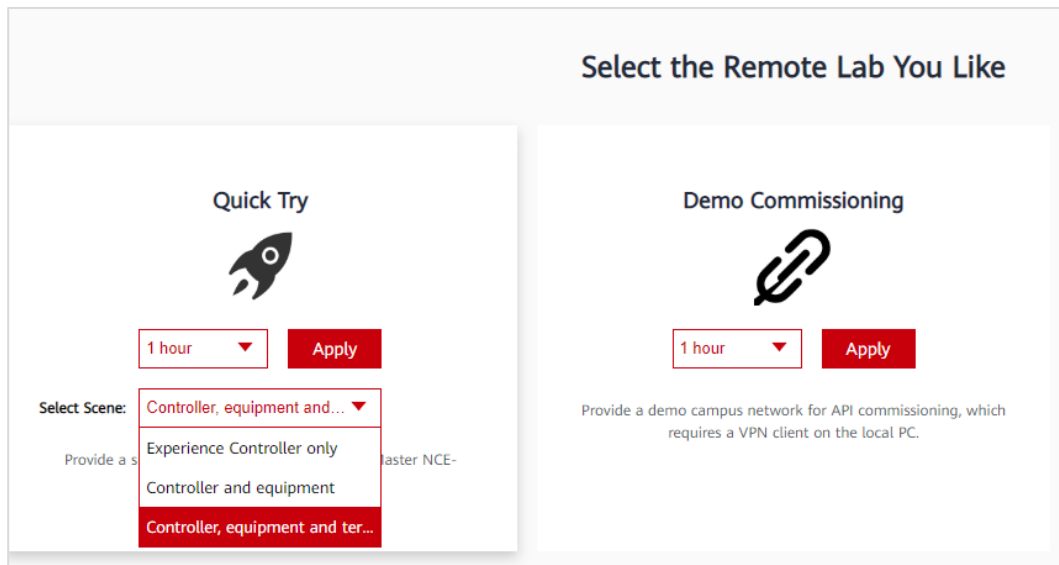 Select the Remote Lab You Like
Quick Try
1 hour
Apply
Select Scene:
Controller, equipment and...
Experience Controller only
Provide a s
Master NCE-
Controller and equipment
Controller, equipment and ter...
Demo Commissioning
1 hour
Apply
Provide a demo campus network for API commissioning, which
requires a VPN client on the local PC.